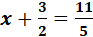 x + 3/2 = 11/5